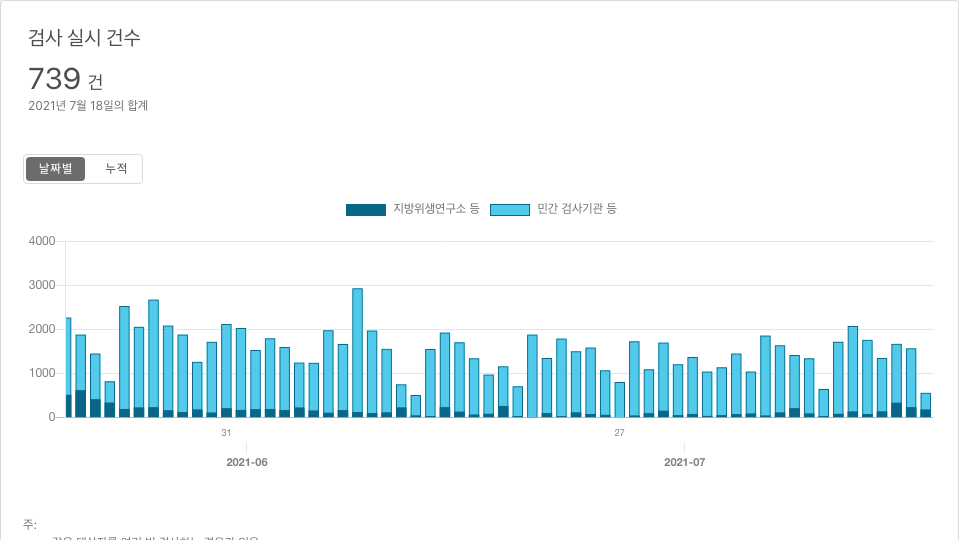 검사 실시 건수
739 건
2021년 7월 18일의 합계
날짜별 누적
지방위생연구소 등 민간 검사기관 등
4000
3000
2000
1000
0
31 27
2021-06 2021-07
주: